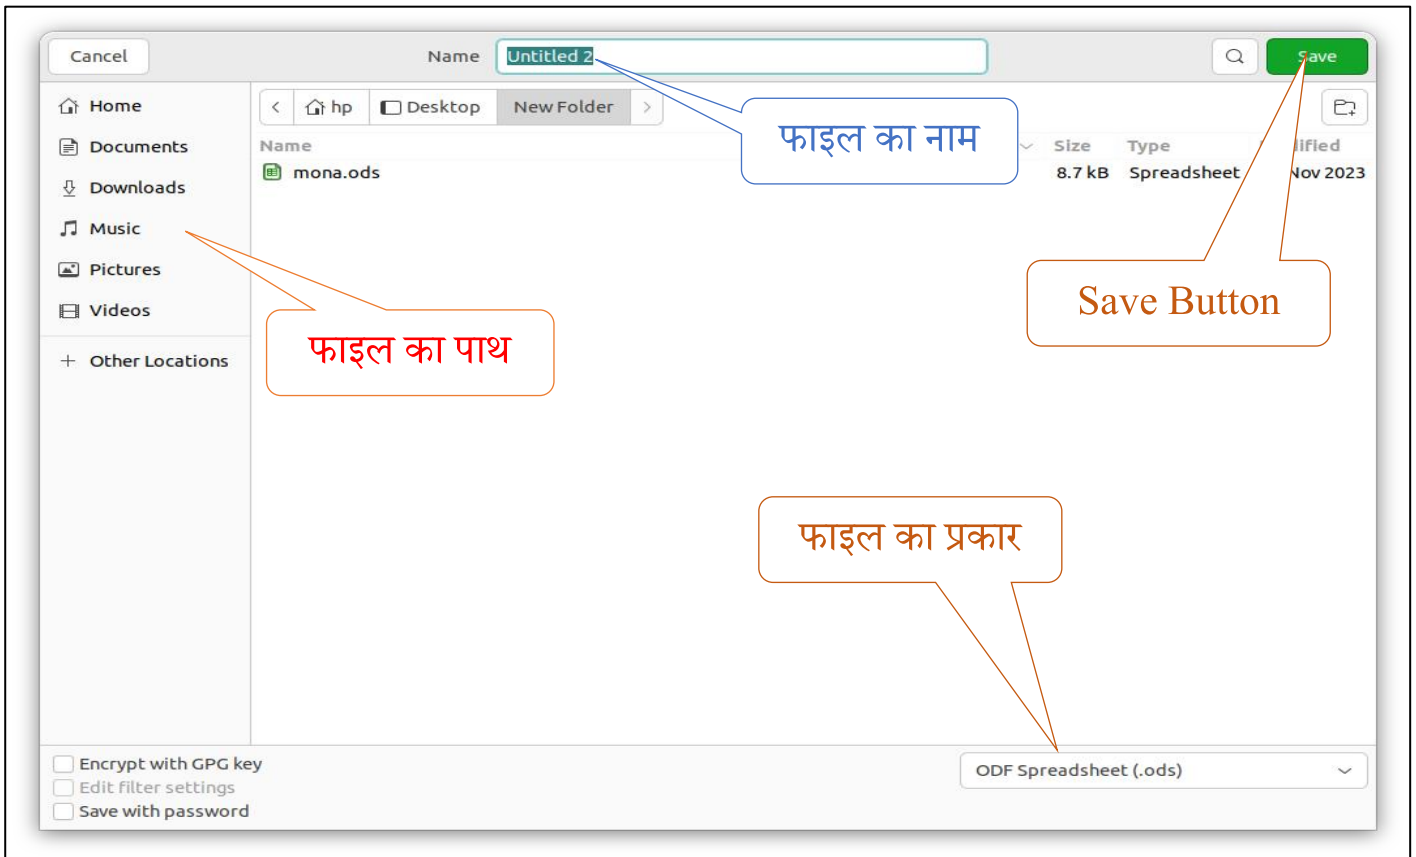 Cancel Name Untitled 2 Save
Home
Documents
Downloads
Music
Pictures
Videos
Other Locations
hp Desktop New Folder
फाइल का नाम
Name Size Type
mona.ods 8.7 kB Spreadsheet Nov 2023
Save Button
फाइल का पाथ
फाइल का प्रकार
Encrypt with GPG key
Edit filter settings
Save with password
ODF Spreadsheet (.ods)